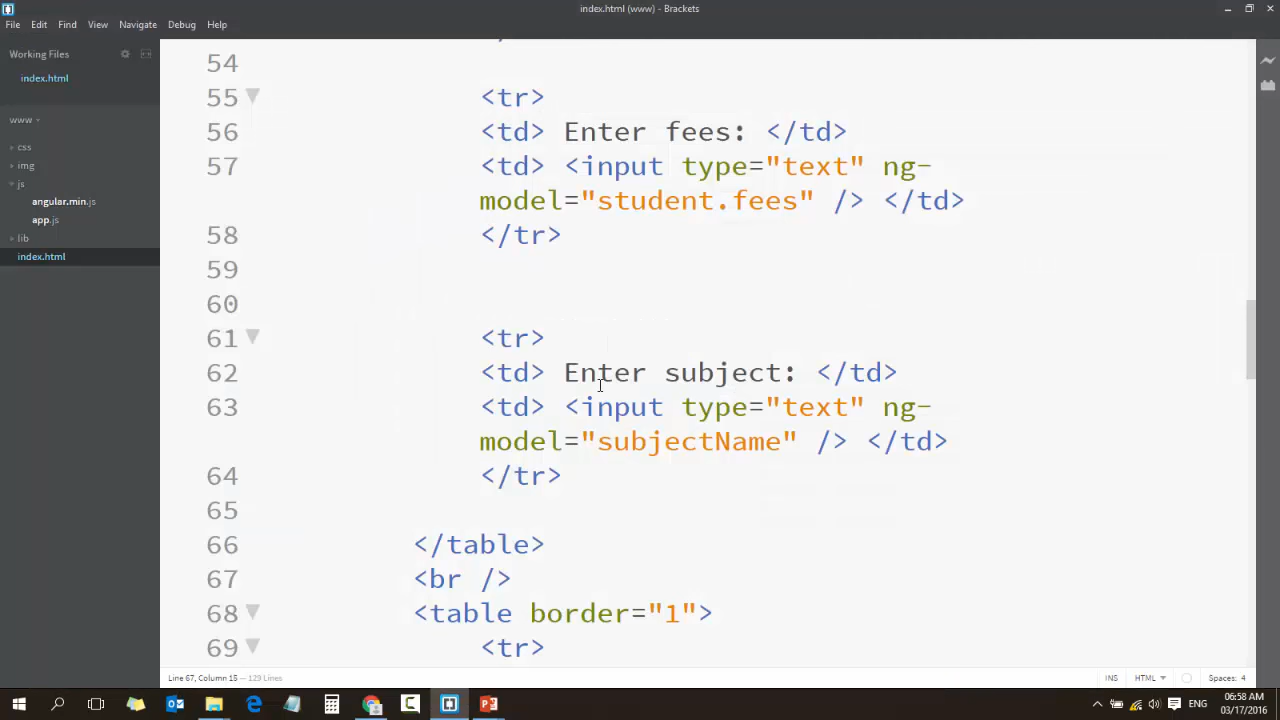 index.html (www) - Brackets
File Edit Find View Navigate Debug Help
Working Files
index.html
www
css
img
js
angular.min.js
app.js
lib
index.html
54
55 <tr>
56 <td> Enter fees: </td>
57 <td> <input type="text" ng-
model="student.fees" /> </td>
58 </tr>
59
60
61 <tr>
62 <td> Enter subject: </td>
63 <td> <input type="text" ng-
model="subjectName" /> </td>
64 </tr>
65
66 </table>
67 <br />
68 <table border="1">
69 <tr>
Line 67, Column 15 — 129 Lines
INS HTML Spaces: 4
ENG
06:58 AM
03/17/2016